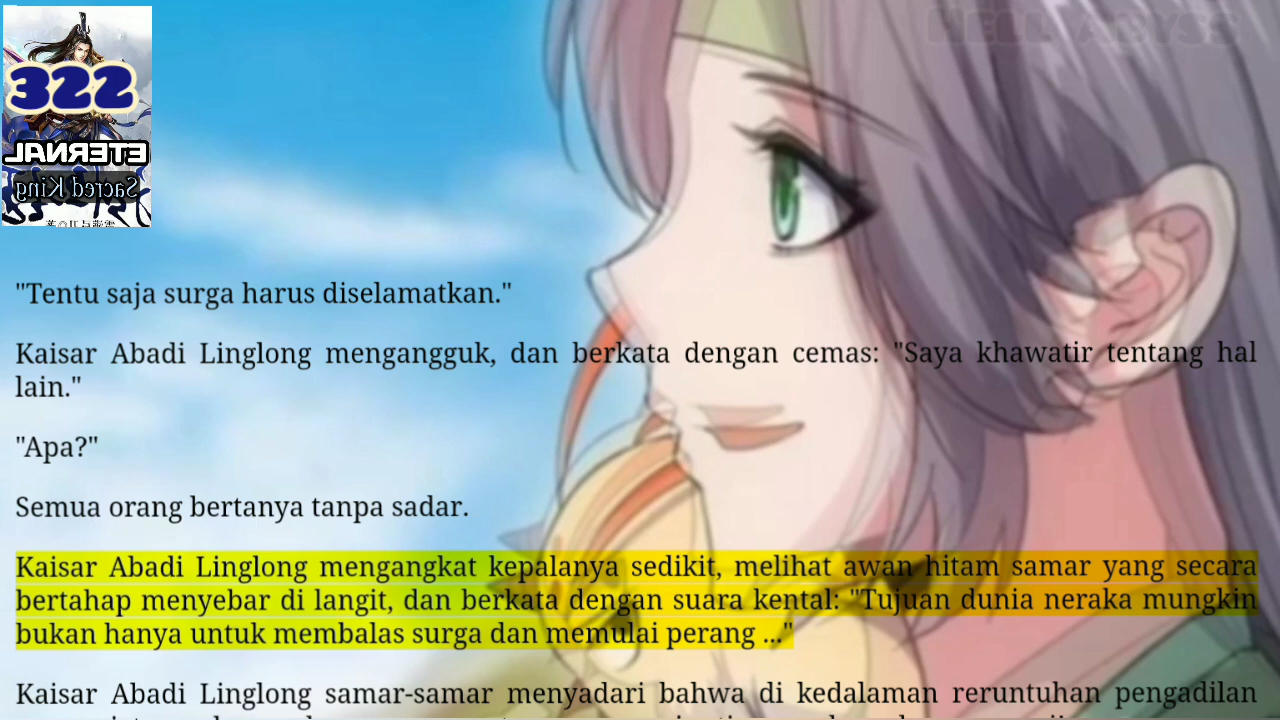 HELL ABYSS
322
ETERNAL
Sacred King
"Tentu saja surga harus diselamatkan."
Kaisar Abadi Linglong mengangguk, dan berkata dengan cemas: "Saya khawatir tentang hal
lain."
"Apa?"
Semua orang bertanya tanpa sadar.
Kaisar Abadi Linglong mengangkat kepalanya sedikit, melihat awan hitam samar yang secara
bertahap menyebar di langit, dan berkata dengan suara kental: "Tujuan dunia neraka mungkin
bukan hanya untuk membalas surga dan memulai perang ..."
Kaisar Abadi Linglong samar-samar menyadari bahwa di kedalaman reruntuhan pengadilan